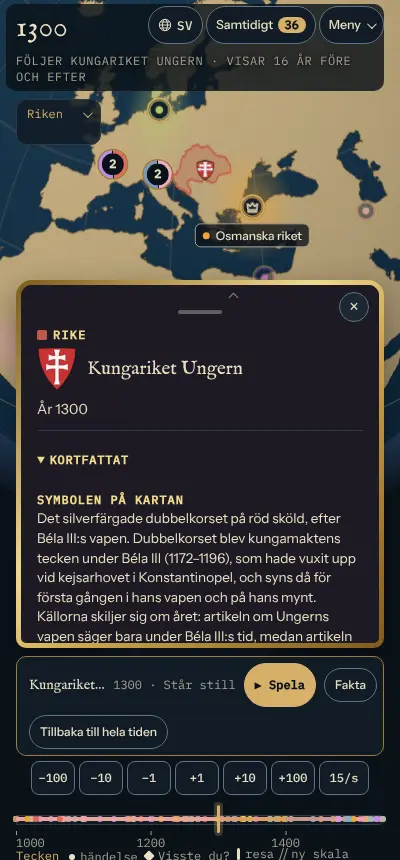 1300
SV
Samtidigt 36
Meny
FÖLJER KUNGARIKET UNGERN · VISAR 16 ÅR FÖRE
OCH EFTER
Riken
2
2
Osmanska riket
×
RIKE
Kungariket Ungern
År 1300
▼ KORTFATTAT
SYMBOLEN PÅ KARTAN
Det silverfärgade dubbelkorset på röd sköld, efter
Béla III:s vapen. Dubbelkorset blev kungamaktens
tecken under Béla III (1172–1196), som hade vuxit upp
vid kejsarhovet i Konstantinopel, och syns då för
första gången i hans vapen och på hans mynt.
Källorna skiljer sig om året: artikeln om Ungerns
vapen säger bara under Béla III:s tid, medan artikeln
Kungariket… 1300 · Står still
▶ Spela
Fakta
Tillbaka till hela tiden
−100
−10
−1
+1
+10
+100
15/s
1000
1200
1400
Tecken ● händelse ◆ Visste du? | resa // ny skala